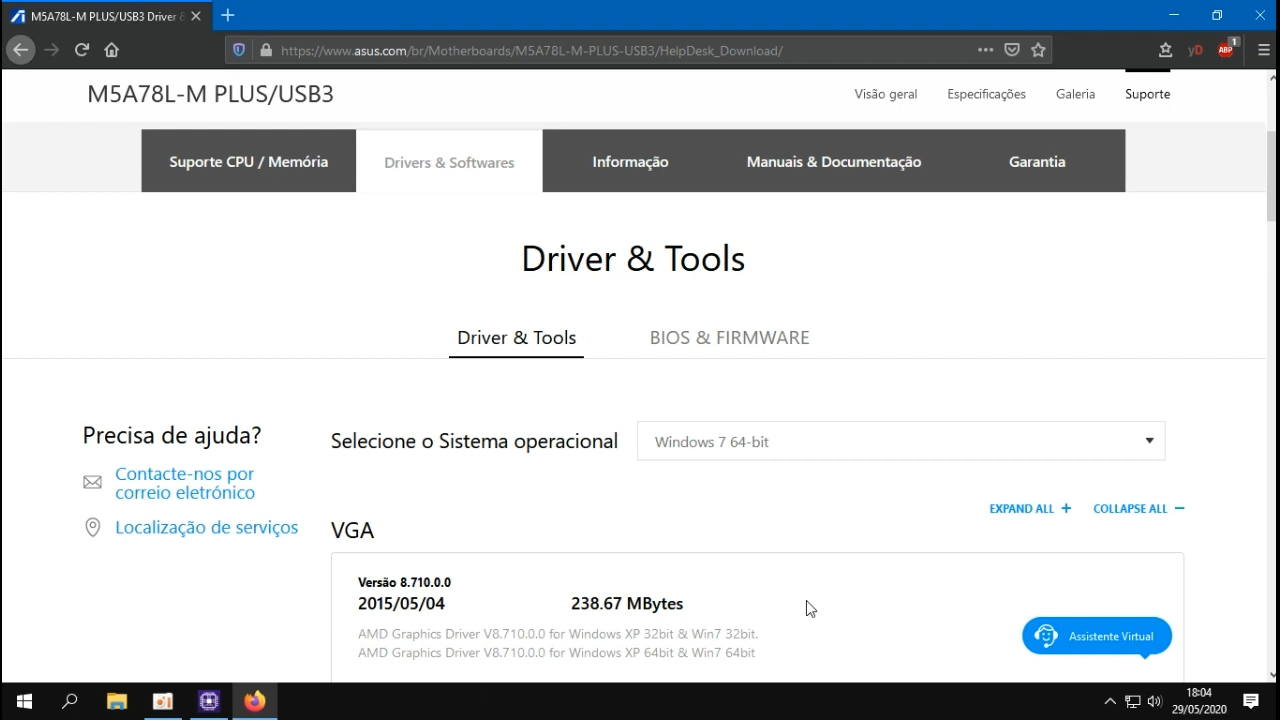 M5A78L-M PLUS/USB3 Driver &
https://www.asus.com/br/Motherboards/M5A78L-M-PLUS-USB3/HelpDesk_Download/
yD
ABP
1
M5A78L-M PLUS/USB3
Visão geral
Especificações
Galeria
Suporte
Suporte CPU / Memória
Drivers & Softwares
Informação
Manuais & Documentação
Garantia
Driver & Tools
Driver & Tools
BIOS & FIRMWARE
Precisa de ajuda?
Contacte-nos por
correio eletrónico
Localização de serviços
Selecione o Sistema operacional
Windows 7 64-bit
EXPAND ALL +
COLLAPSE ALL −
VGA
Versão 8.710.0.0
2015/05/04
238.67 MBytes
AMD Graphics Driver V8.710.0.0 for Windows XP 32bit & Win7 32bit.
AMD Graphics Driver V8.710.0.0 for Windows XP 64bit & Win7 64bit
Assistente Virtual
18:04
29/05/2020